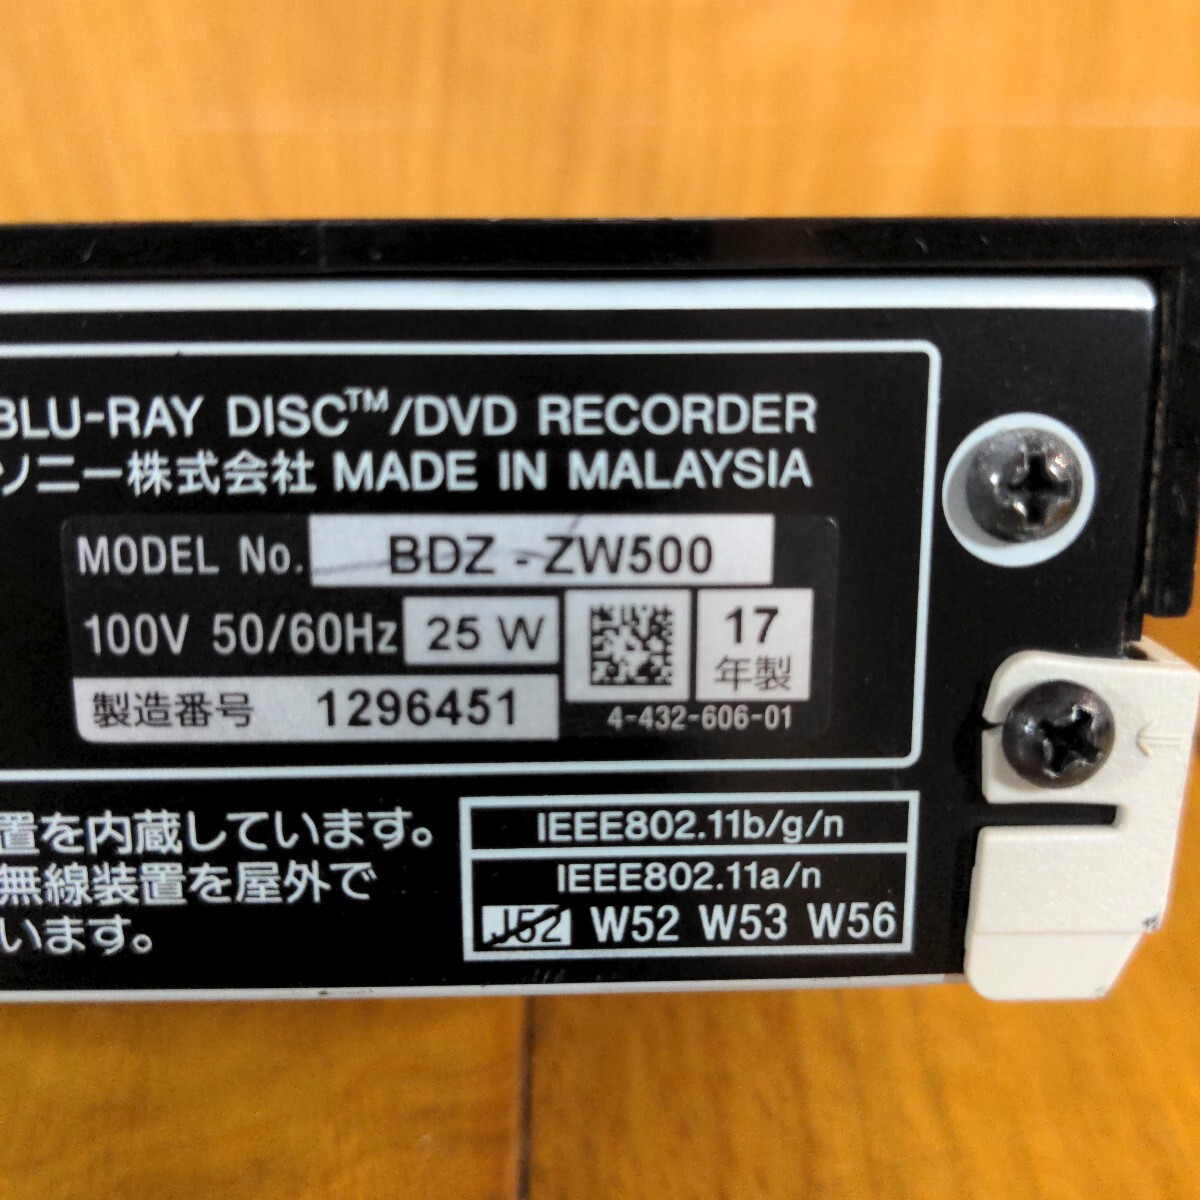 BLU-RAY DISC™/DVD RECORDER
ソニー株式会社 MADE IN MALAYSIA
MODEL No. BDZ-ZW500
100V 50/60Hz 25 W
17
年製
製造番号 1296451
4-432-606-01
置を内蔵しています。
無線装置を屋外で
います。
IEEE802.11b/g/n
IEEE802.11a/n
J52 W52 W53 W56